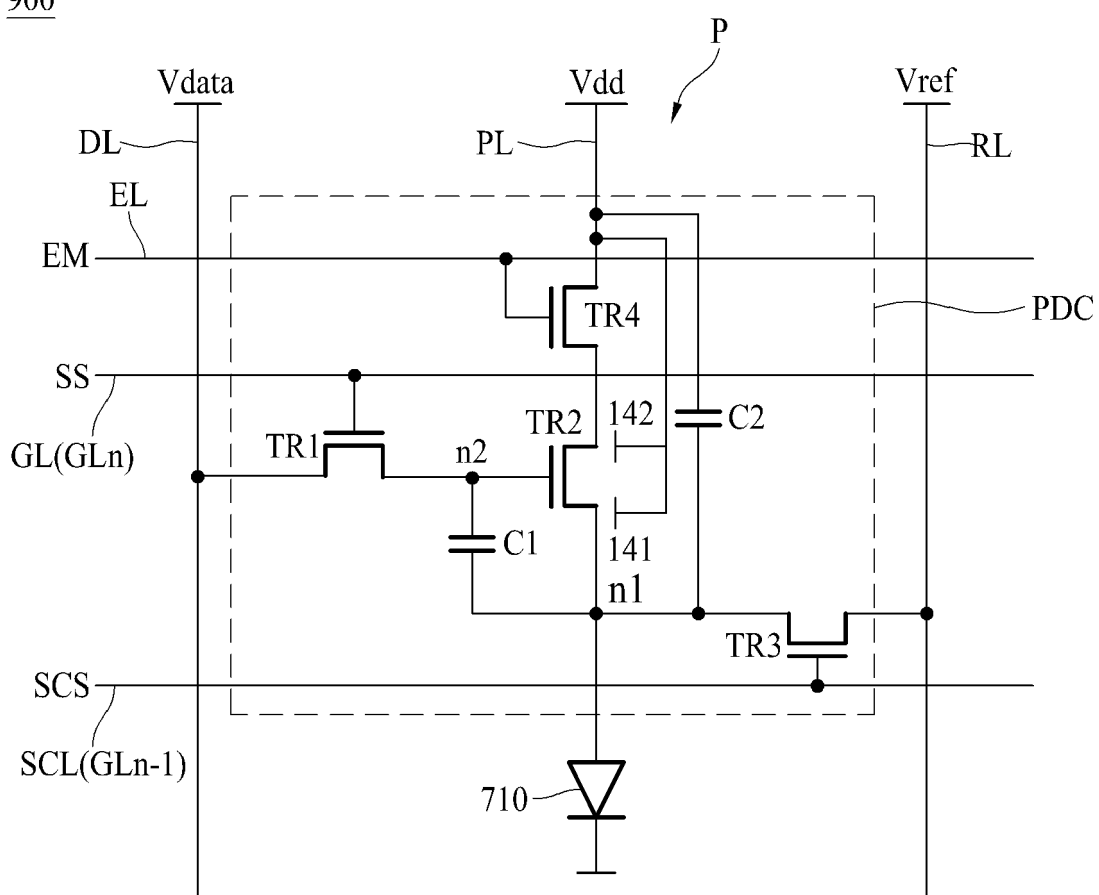 900
P
Vdata
Vdd
Vref
DL
PL
RL
EL
EM
TR4
PDC
SS
TR2
142
C2
GL(GLn)
TR1
n2
C1
141
n1
TR3
SCS
SCL(GLn-1)
710